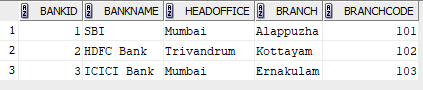 BANKID BANKNAME HEADOFFICE BRANCH BRANCHCODE
1 1 SBI Mumbai Alappuzha 101
2 2 HDFC Bank Trivandrum Kottayam 102
3 3 ICICI Bank Mumbai Ernakulam 103